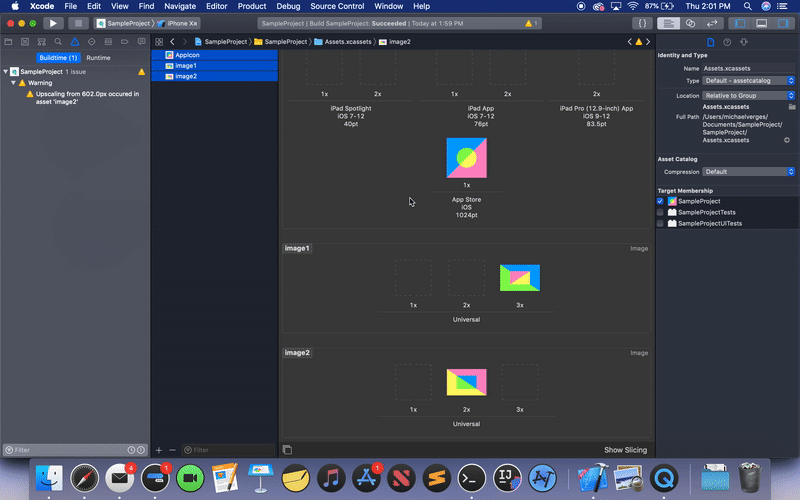 Xcode File Edit View Find Navigate Editor Product Debug Source Control Window Help 87% Thu 2:01 PM
SampleProject iPhone Xʀ SampleProject | Build SampleProject: Succeeded | Today at 1:59 PM 1
SampleProject SampleProject Assets.xcassets image2
Buildtime (1) Runtime
SampleProject 1 issue
Warning
Upscaling from 602.0px occured in
asset 'image2'
Filter
AppIcon
image1
image2
Filter
1x 2x 1x 2x 2x
iPad Spotlight
iOS 7-12
40pt
iPad App
iOS 7-12
76pt
iPad Pro (12.9-inch) App
iOS 9-12
83.5pt
1x
App Store
iOS
1024pt
image1 Image
1x 2x 3x
Universal
image2 Image
1x 2x 3x
Universal
Show Slicing
Identity and Type
Name Assets.xcassets
Type Default - assetcatalog
Location Relative to Group
Assets.xcassets
Full Path /Users/michaelverges/
Documents/SampleProject/
SampleProject/
Assets.xcassets
Asset Catalog
Compression Default
Target Membership
SampleProject
SampleProjectTests
SampleProjectUITests
4
1
1